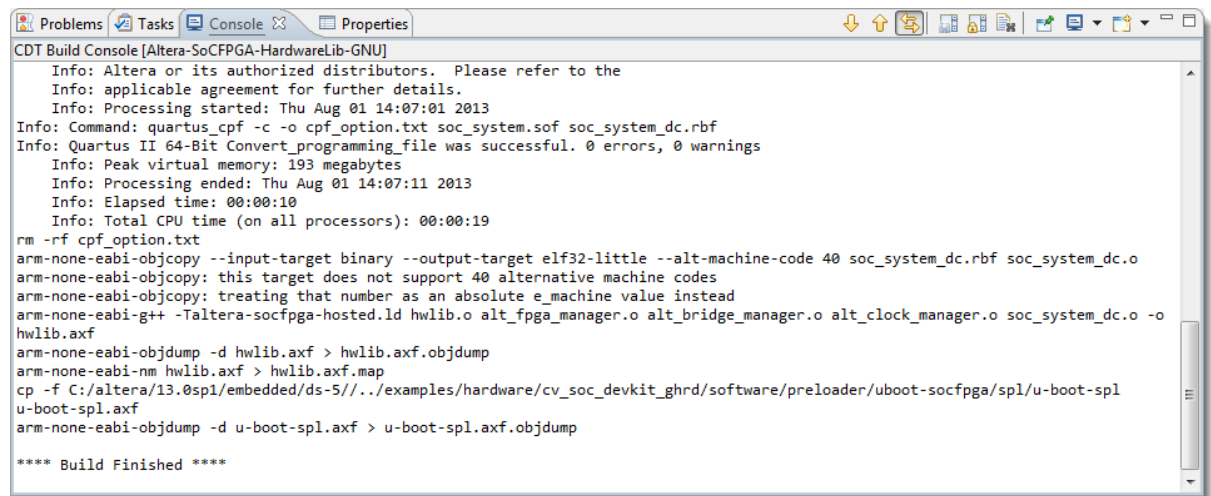 Problems Tasks Console Properties
CDT Build Console [Altera-SoCFPGA-HardwareLib-GNU]
Info: Altera or its authorized distributors.  Please refer to the
Info: applicable agreement for further details.
Info: Processing started: Thu Aug 01 14:07:01 2013
Info: Command: quartus_cpf -c -o cpf_option.txt soc_system.sof soc_system_dc.rbf
Info: Quartus II 64-Bit Convert_programming_file was successful. 0 errors, 0 warnings
Info: Peak virtual memory: 193 megabytes
Info: Processing ended: Thu Aug 01 14:07:11 2013
Info: Elapsed time: 00:00:10
Info: Total CPU time (on all processors): 00:00:19
rm -rf cpf_option.txt
arm-none-eabi-objcopy --input-target binary --output-target elf32-little --alt-machine-code 40 soc_system_dc.rbf soc_system_dc.o
arm-none-eabi-objcopy: this target does not support 40 alternative machine codes
arm-none-eabi-objcopy: treating that number as an absolute e_machine value instead
arm-none-eabi-g++ -Taltera-socfpga-hosted.ld hwlib.o alt_fpga_manager.o alt_bridge_manager.o alt_clock_manager.o soc_system_dc.o -o
hwlib.axf
arm-none-eabi-objdump -d hwlib.axf > hwlib.axf.objdump
arm-none-eabi-nm hwlib.axf > hwlib.axf.map
cp -f C:/altera/13.0sp1/embedded/ds-5//../examples/hardware/cv_soc_devkit_ghrd/software/preloader/uboot-socfpga/spl/u-boot-spl
u-boot-spl.axf
arm-none-eabi-objdump -d u-boot-spl.axf > u-boot-spl.axf.objdump
**** Build Finished ****